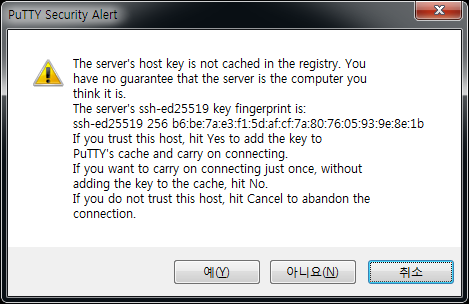 PuTTY Security Alert
The server's host key is not cached in the registry. You
have no guarantee that the server is the computer you
think it is.
The server's ssh-ed25519 key fingerprint is:
ssh-ed25519 256 b6:be:7a:e3:f1:5d:af:cf:7a:80:76:05:93:9e:8e:1b
If you trust this host, hit Yes to add the key to
PuTTY's cache and carry on connecting.
If you want to carry on connecting just once, without
adding the key to the cache, hit No.
If you do not trust this host, hit Cancel to abandon the
connection.
예(Y) 아니요(N) 취소